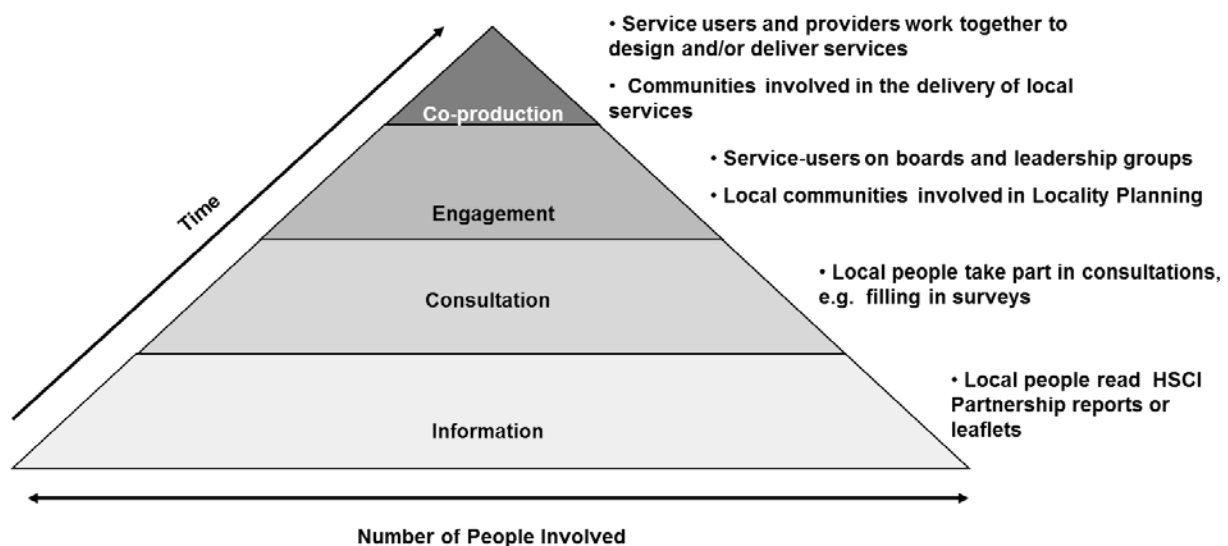 • Service users and providers work together to
design and/or deliver services
• Communities involved in the delivery of local
services
Co-production
• Service-users on boards and leadership groups
• Local communities involved in Locality Planning
Time
Engagement
• Local people take part in consultations,
e.g. filling in surveys
Consultation
• Local people read HSCI
Partnership reports or
leaflets
Information
Number of People Involved